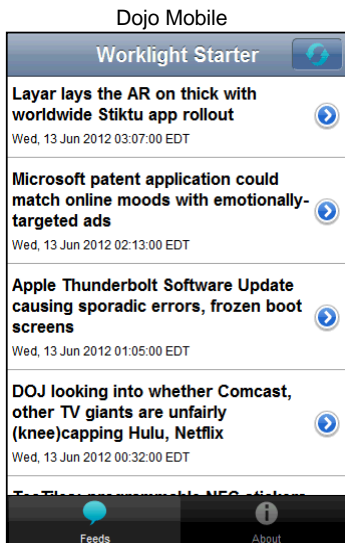 Dojo Mobile
Worklight Starter
Layar lays the AR on thick with
worldwide Stiktu app rollout
Wed, 13 Jun 2012 03:07:00 EDT
Microsoft patent application could
match online moods with emotionally-
targeted ads
Wed, 13 Jun 2012 02:13:00 EDT
Apple Thunderbolt Software Update
causing sporadic errors, frozen boot
screens
Wed, 13 Jun 2012 01:05:00 EDT
DOJ looking into whether Comcast,
other TV giants are unfairly
(knee)capping Hulu, Netflix
Wed, 13 Jun 2012 00:32:00 EDT
TecTiles: programmable NFC stickers
Feeds
About